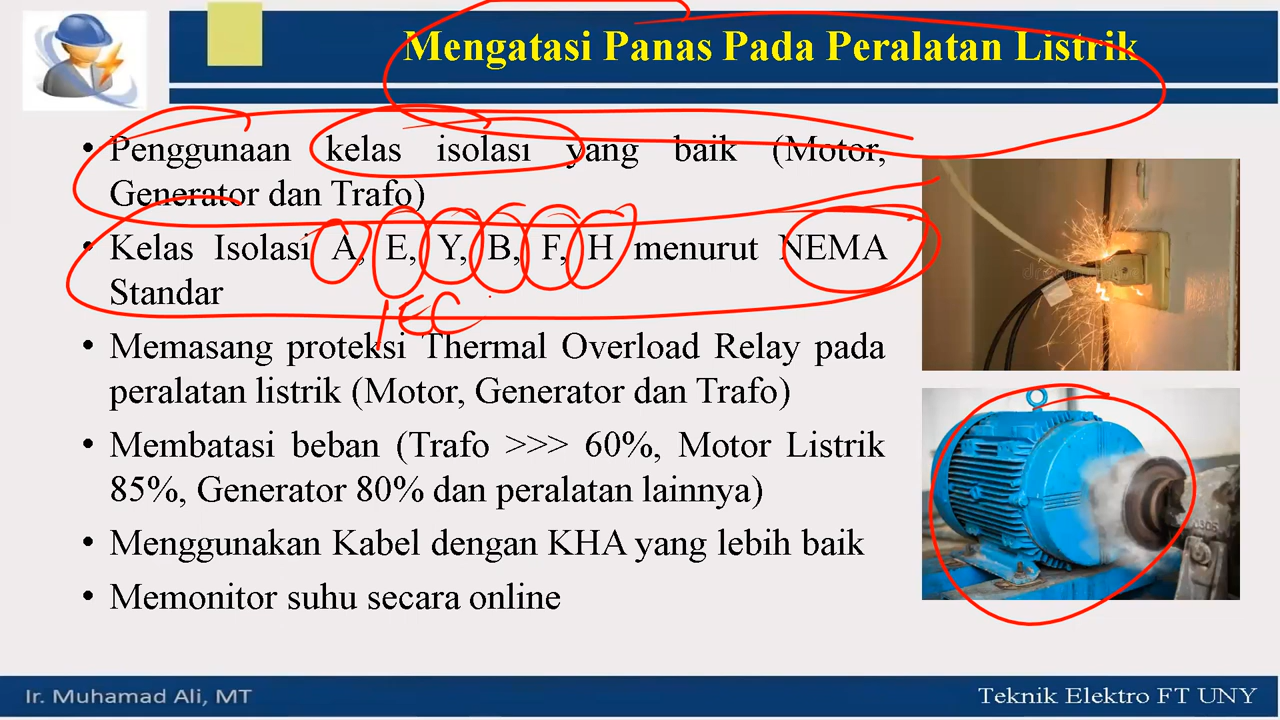 Mengatasi Panas Pada Peralatan Listrik
• Penggunaan kelas isolasi yang baik (Motor,
Generator dan Trafo)
• Kelas Isolasi A, E, Y, B, F, H menurut NEMA
Standar
IEC
• Memasang proteksi Thermal Overload Relay pada
peralatan listrik (Motor, Generator dan Trafo)
• Membatasi beban (Trafo >>> 60%, Motor Listrik
85%, Generator 80% dan peralatan lainnya)
• Menggunakan Kabel dengan KHA yang lebih baik
• Memonitor suhu secara online
Ir. Muhamad Ali, MT
Teknik Elektro FT UNY